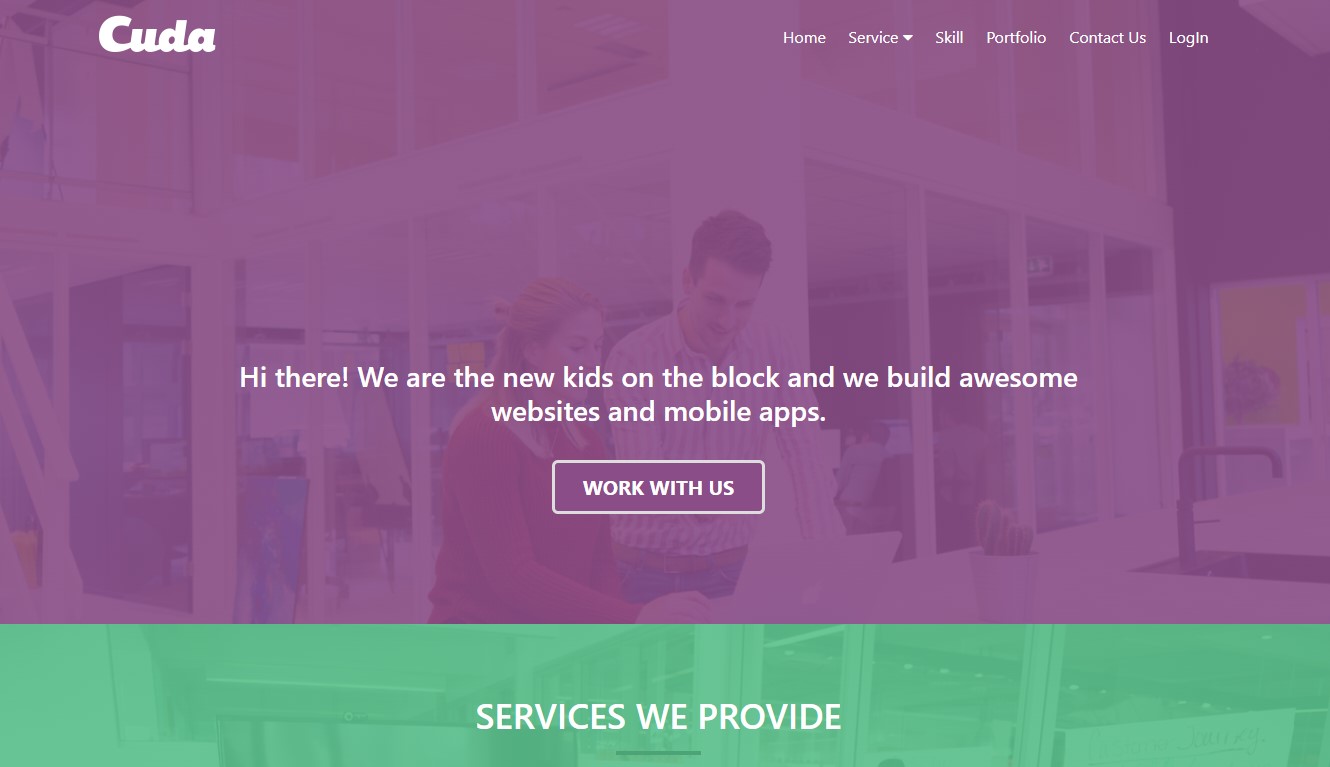 Cuda
Home Service Skill Portfolio Contact Us LogIn
Hi there! We are the new kids on the block and we build awesome
websites and mobile apps.
WORK WITH US
SERVICES WE PROVIDE